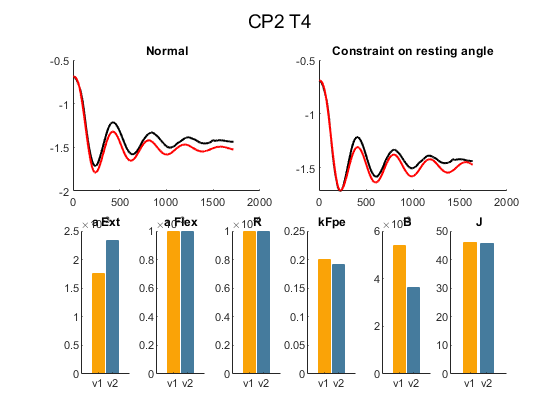 CP2 T4
Normal
Constraint on resting angle
-0.5
-1
-1.5
-2
0 500 1000 1500 2000
-0.5
-1
-1.5
0 500 1000 1500 2000
a Ext
a Flex
R
kFpe
B
J
2.5
2
1.5
1
0.5
0
v1 v2
1
0.8
0.6
0.4
0.2
0
v1 v2
1
0.8
0.6
0.4
0.2
0
v1 v2
0.25
0.2
0.15
0.1
0.05
0
v1 v2
6
4
2
0
v1 v2
50
40
30
20
10
0
v1 v2